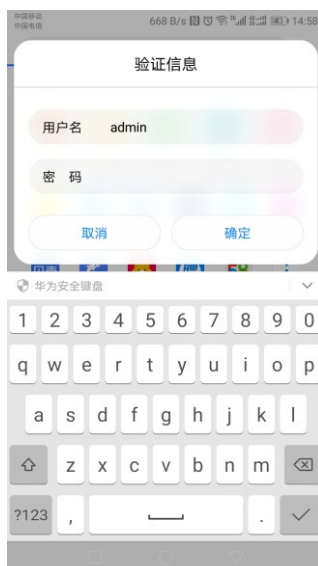 中国移动
中国电信
668 B/s 14:58
验证信息
用户名 admin
密 码
取消 确定
华为安全键盘
1 2 3 4 5 6 7 8 9 0
q w e r t y u i o p
a s d f g h j k l
z x c v b n m
?123 , .